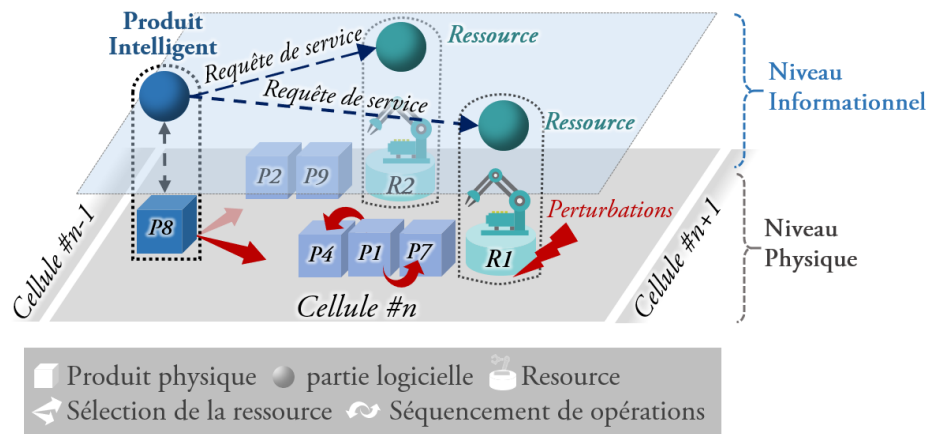 Produit
Intelligent
Requête de service
Ressource
Requête de service
Ressource
Niveau
Informationnel
P2 P9
R2
P8
Perturbations
P4 P1 P7
R1
Niveau
Physique
Cellule #n-1
Cellule #n
Cellule #n+1
Produit physique partie logicielle Resource
Sélection de la ressource Séquencement de opérations